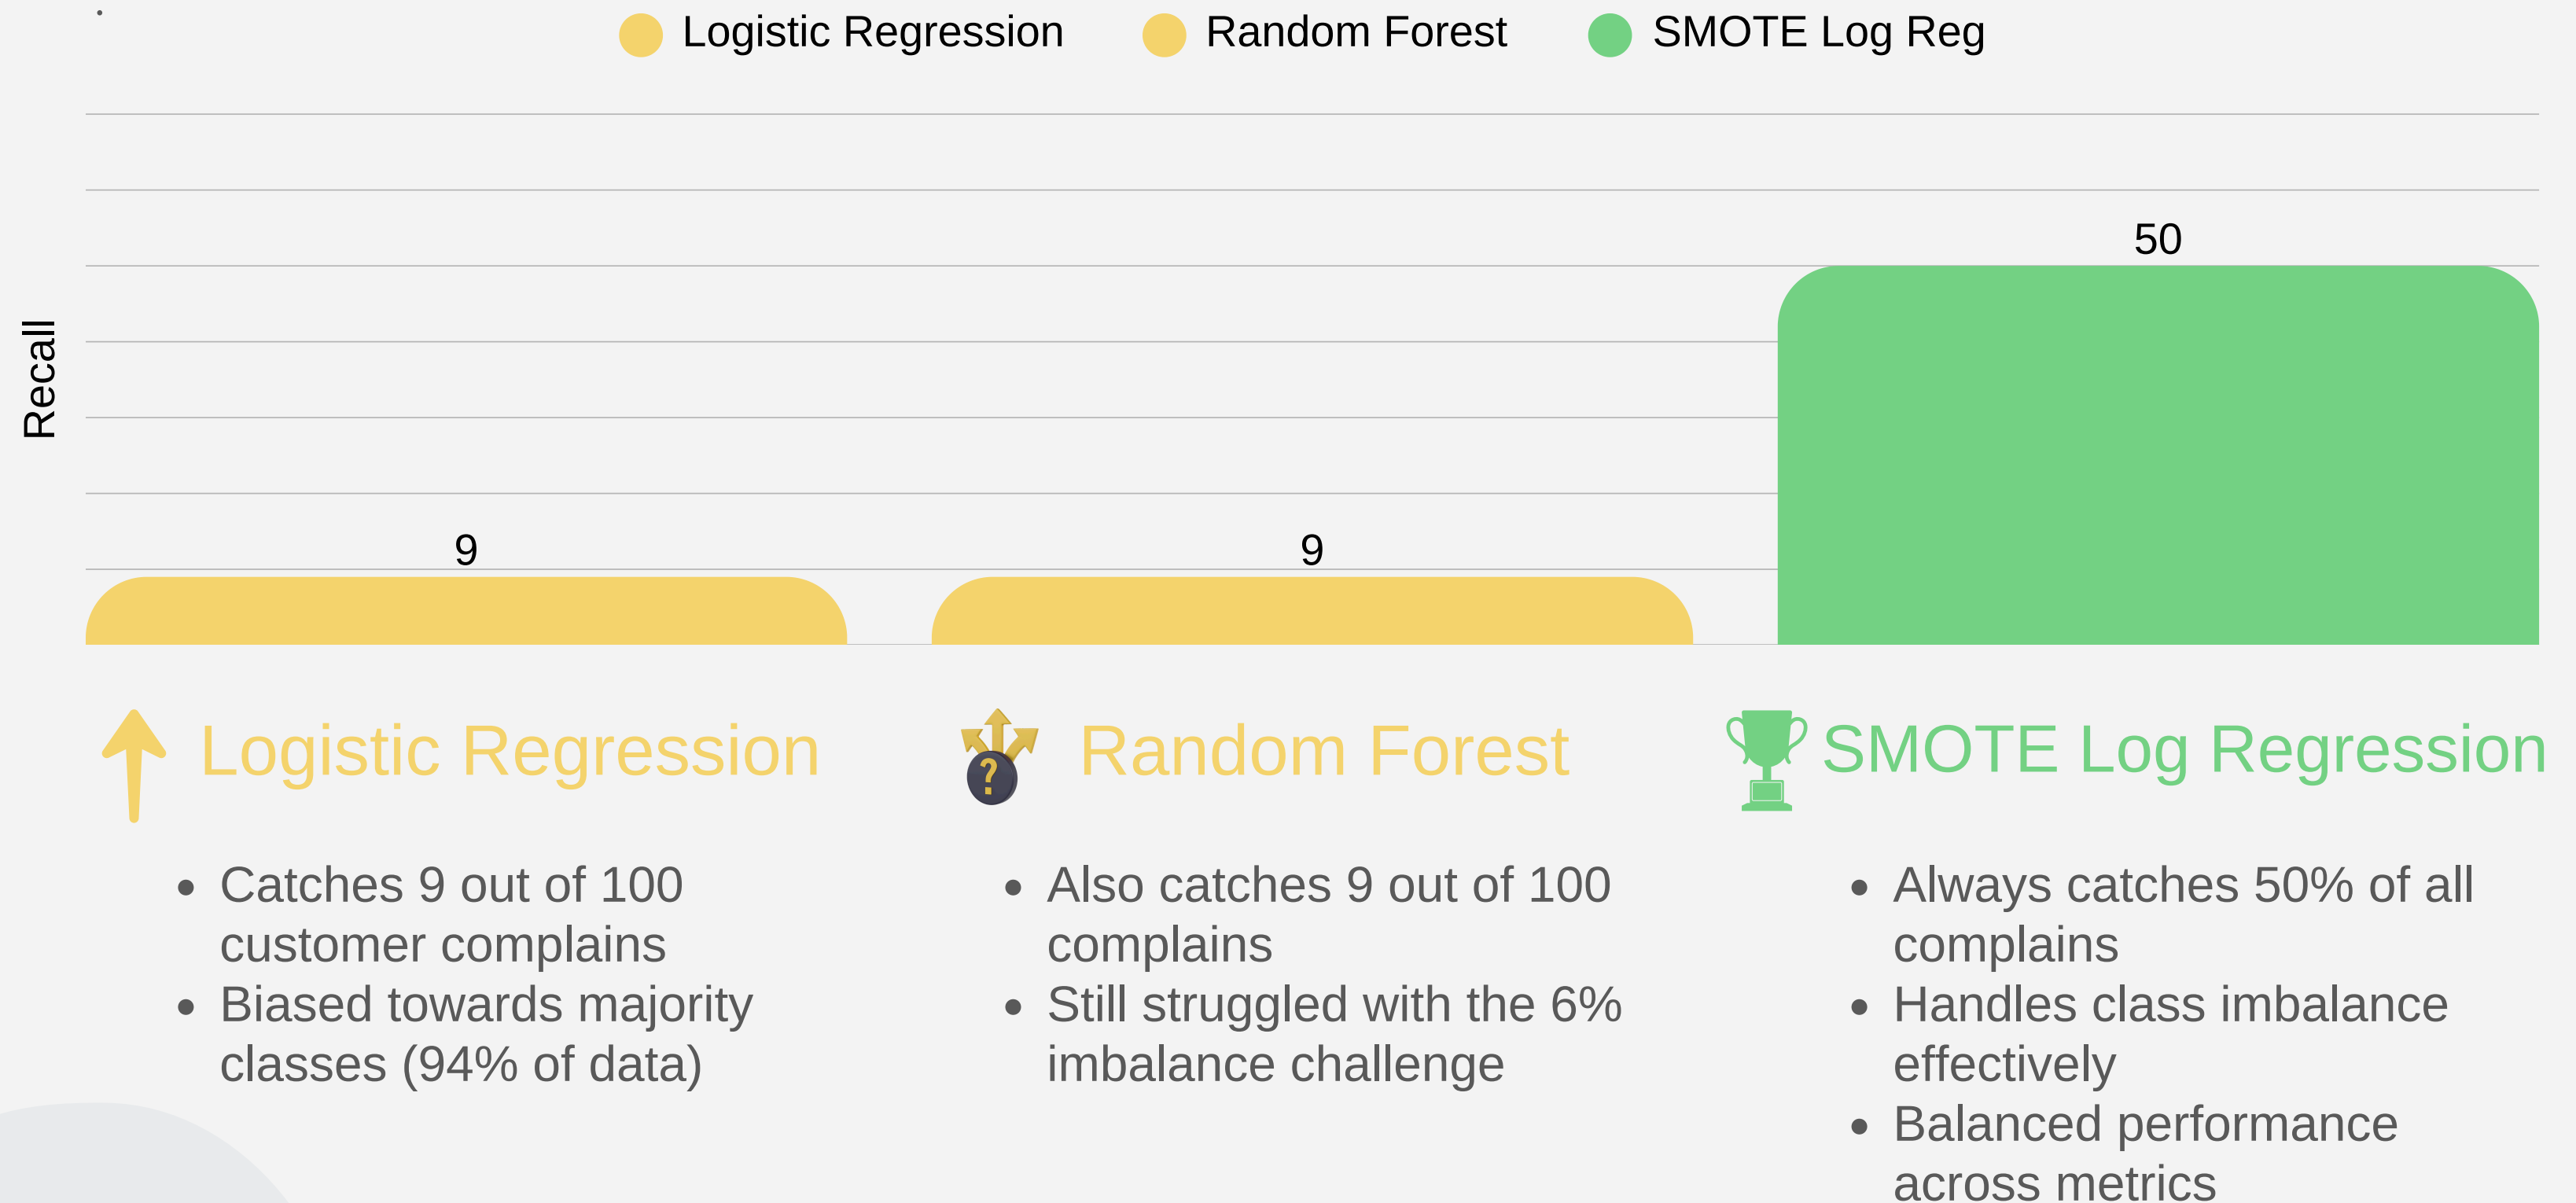 Logistic Regression
Random Forest
SMOTE Log Reg
Recall
9
9
50
Logistic Regression
Catches 9 out of 100
customer complains
Biased towards majority
classes (94% of data)
?
Random Forest
Also catches 9 out of 100
complains
Still struggled with the 6%
imbalance challenge
SMOTE Log Regression
Always catches 50% of all
complains
Handles class imbalance
effectively
Balanced performance
across metrics